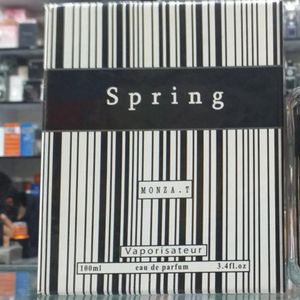 Spring
MONZA.T
Vaporisateur
100ml eau de parfum 3.4fl.oz